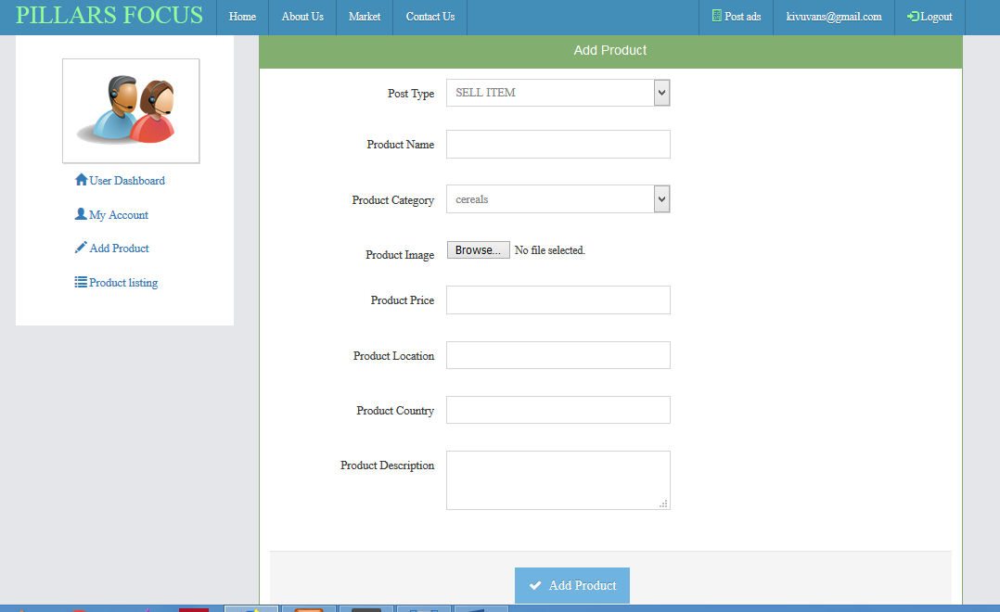 PILLARS FOCUS Home About Us Market Contact Us Post ads kivuvans@gmail.com Logout
Add Product
User Dashboard
My Account
Add Product
Product listing
Post Type SELL ITEM
Product Name
Product Category cereals
Product Image Browse... No file selected.
Product Price
Product Location
Product Country
Product Description
Add Product